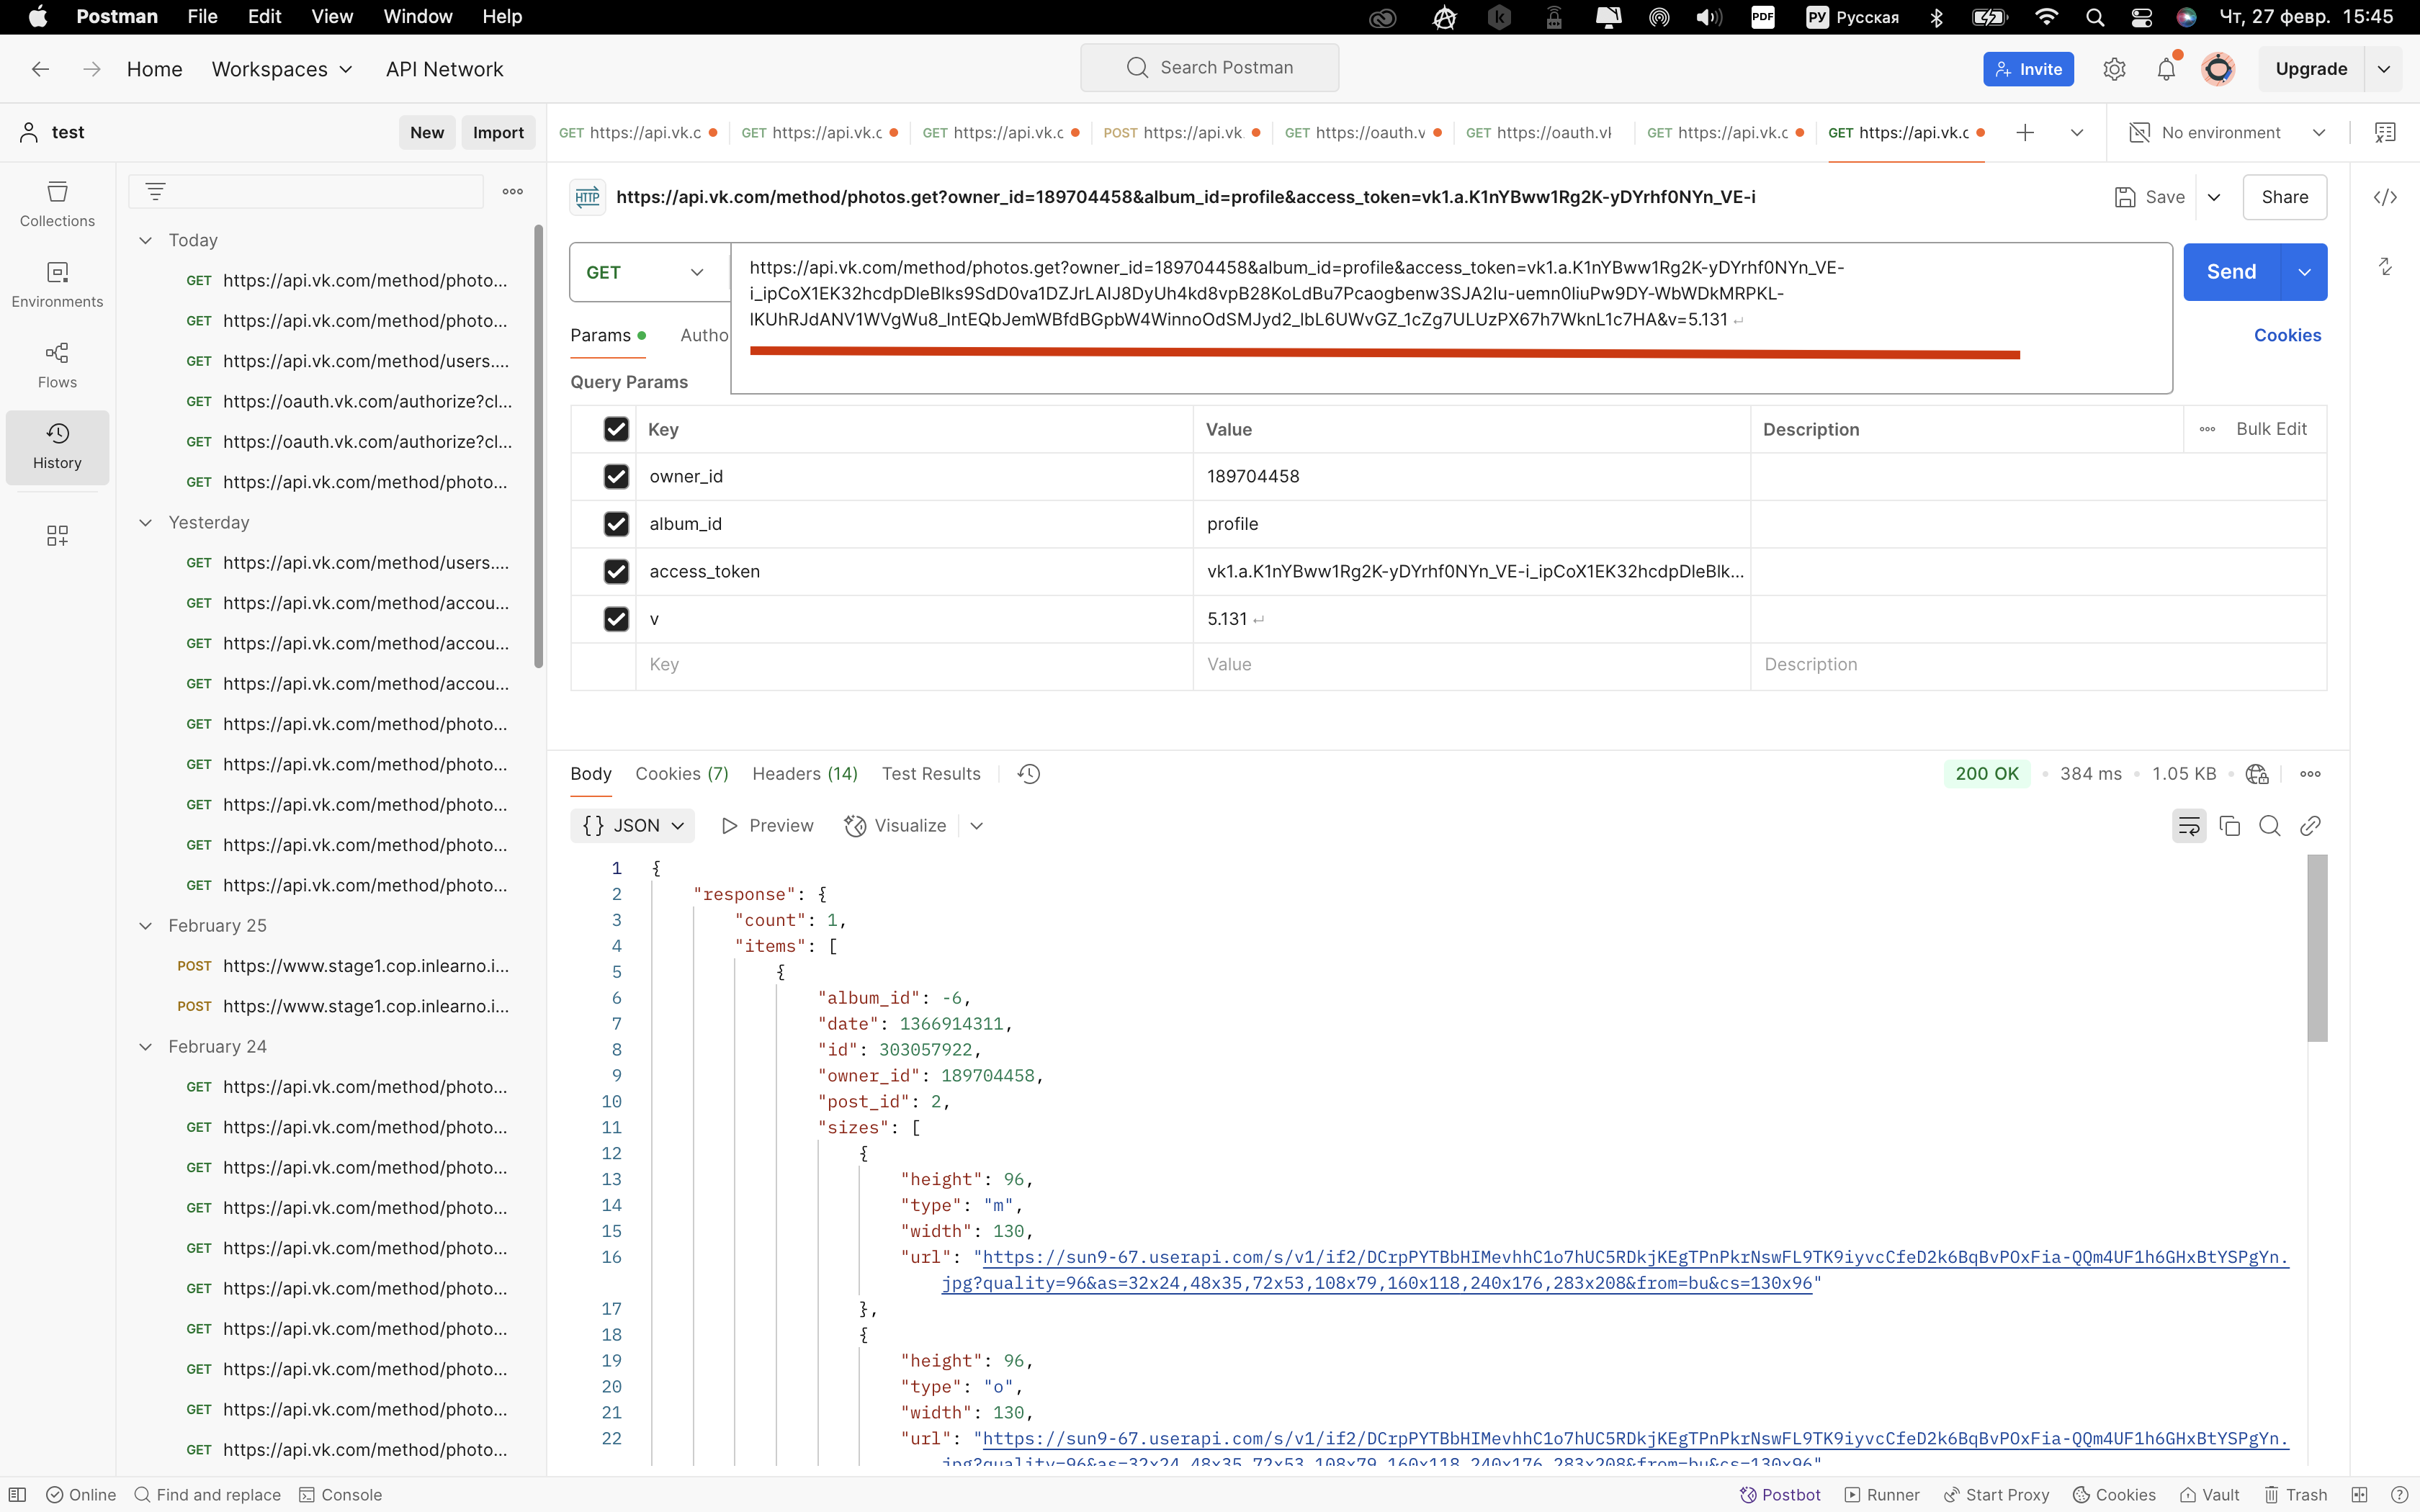 Postman File Edit View Window Help
PDF РУ Русская Чт, 27 февр. 15:45
Home Workspaces API Network
Search Postman
Invite Upgrade
test New Import
GET https://api.vk.c GET https://api.vk.c GET https://api.vk.c POST https://api.vk. GET https://oauth.v GET https://oauth.vl GET https://api.vk.c GET https://api.vk.c
No environment
Collections
Environments
Flows
History
Today
GET https://api.vk.com/method/photo...
GET https://api.vk.com/method/photo...
GET https://api.vk.com/method/users....
GET https://oauth.vk.com/authorize?cl...
GET https://oauth.vk.com/authorize?cl...
GET https://api.vk.com/method/photo...
Yesterday
GET https://api.vk.com/method/users....
GET https://api.vk.com/method/accou...
GET https://api.vk.com/method/accou...
GET https://api.vk.com/method/accou...
GET https://api.vk.com/method/photo...
GET https://api.vk.com/method/photo...
GET https://api.vk.com/method/photo...
GET https://api.vk.com/method/photo...
GET https://api.vk.com/method/photo...
February 25
POST https://www.stage1.cop.inlearno.i...
POST https://www.stage1.cop.inlearno.i...
February 24
GET https://api.vk.com/method/photo...
GET https://api.vk.com/method/photo...
GET https://api.vk.com/method/photo...
GET https://api.vk.com/method/photo...
GET https://api.vk.com/method/photo...
GET https://api.vk.com/method/photo...
GET https://api.vk.com/method/photo...
GET https://api.vk.com/method/photo...
GET https://api.vk.com/method/photo...
GET https://api.vk.com/method/photo...
HTTP https://api.vk.com/method/photos.get?owner_id=189704458&album_id=profile&access_token=vk1.a.K1nYBww1Rg2K-yDYrhf0NYn_VE-i
Save Share
GET
https://api.vk.com/method/photos.get?owner_id=189704458&album_id=profile&access_token=vk1.a.K1nYBww1Rg2K-yDYrhf0NYn_VE-
i_ipCoX1EK32hcdpDleBlks9SdD0va1DZJrLAIJ8DyUh4kd8vpB28KoLdBu7Pcaogbenw3SJA2Iu-uemn0liuPw9DY-WbWDkMRPKL-
lKUhRJdANV1WVgWu8_lntEQbJemWBfdBGpbW4WinnoOdSMJyd2_lbL6UWvGZ_1cZg7ULUzPX67h7WknL1c7HA&v=5.131
Send
Params Autho
Cookies
Query Params
Key Value Description Bulk Edit
owner_id 189704458
album_id profile
access_token vk1.a.K1nYBww1Rg2K-yDYrhf0NYn_VE-i_ipCoX1EK32hcdpDleBlk...
v 5.131
Key Value Description
Body Cookies (7) Headers (14) Test Results
200 OK 384 ms 1.05 KB
{} JSON Preview Visualize
1 {
2 "response": {
3 "count": 1,
4 "items": [
5 {
6 "album_id": -6,
7 "date": 1366914311,
8 "id": 303057922,
9 "owner_id": 189704458,
10 "post_id": 2,
11 "sizes": [
12 {
13 "height": 96,
14 "type": "m",
15 "width": 130,
16 "url": "https://sun9-67.userapi.com/s/v1/if2/DCrpPYTBbHIMevhhC1o7hUC5RDkjKEgTPnPkrNswFL9TK9iyvcCfeD2k6BqBvPOxFia-QQm4UF1h6GHxBtYSPgYn.
jpg?quality=96&as=32x24,48x35,72x53,108x79,160x118,240x176,283x208&from=bu&cs=130x96"
17 },
18 {
19 "height": 96,
20 "type": "o",
21 "width": 130,
22 "url": "https://sun9-67.userapi.com/s/v1/if2/DCrpPYTBbHIMevhhC1o7hUC5RDkjKEgTPnPkrNswFL9TK9iyvcCfeD2k6BqBvPOxFia-QQm4UF1h6GHxBtYSPgYn.
jpg?quality=96&as=32x24,48x35,72x53,108x79,160x118,240x176,283x208&from=bu&cs=130x96"
Online Find and replace Console
Postbot Runner Start Proxy Cookies Vault Trash